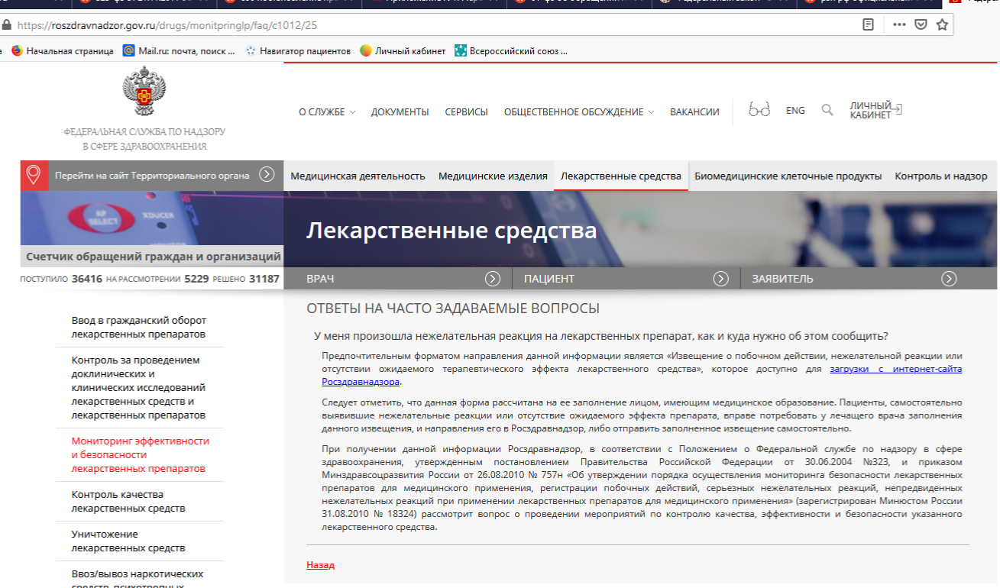 https://roszdravnadzor.gov.ru/drugs/monitpringlp/faq/c1012/25
Начальная страница Mail.ru: почта, поиск ... Навигатор пациентов Личный кабинет Всероссийский союз ...
О СЛУЖБЕ ДОКУМЕНТЫ СЕРВИСЫ ОБЩЕСТВЕННОЕ ОБСУЖДЕНИЕ ВАКАНСИИ ENG ЛИЧНЫЙ
КАБИНЕТ
ФЕДЕРАЛЬНАЯ СЛУЖБА ПО НАДЗОРУ
В СФЕРЕ ЗДРАВООХРАНЕНИЯ
Перейти на сайт Территориального органа
Медицинская деятельность Медицинские изделия Лекарственные средства Биомедицинские клеточные продукты Контроль и надзор
AF
SELECT
XDUCER
Лекарственные средства
Счетчик обращений граждан и организаций
ПОСТУПИЛО 36416 НА РАССМОТРЕНИИ 5229 РЕШЕНО 31187
ВРАЧ ПАЦИЕНТ ЗАЯВИТЕЛЬ
Ввод в гражданский оборот
лекарственных препаратов
Контроль за проведением
доклинических и
клинических исследований
лекарственных средств и
лекарственных препаратов
Мониторинг эффективности
и безопасности
лекарственных препаратов
Контроль качества
лекарственных средств
Уничтожение
лекарственных средств
Ввоз/вывоз наркотических
ОТВЕТЫ НА ЧАСТО ЗАДАВАЕМЫЕ ВОПРОСЫ
У меня произошла нежелательная реакция на лекарственных препарат, как и куда нужно об этом сообщить?
Предпочтительным форматом направления данной информации является «Извещение о побочном действии, нежелательной реакции или
отсутствии ожидаемого терапевтического эффекта лекарственного средства», которое доступно для загрузки с интернет-сайта
Росздравнадзора.
Следует отметить, что данная форма рассчитана на ее заполнение лицом, имеющим медицинское образование. Пациенты, самостоятельно
выявившие нежелательные реакции или отсутствие ожидаемого эффекта препарата, вправе потребовать у лечащего врача заполнения
данного извещения, и направления его в Росздравнадзор, либо отправить заполненное извещение самостоятельно.
При получении данной информации Росздравнадзор, в соответствии с Положением о Федеральной службе по надзору в сфере
здравоохранения, утвержденным постановлением Правительства Российской Федерации от 30.06.2004 №323, и приказом
Минздравсоцразвития России от 26.08.2010 № 757н «Об утверждении порядка осуществления мониторинга безопасности лекарственных
препаратов для медицинского применения, регистрации побочных действий, серьезных нежелательных реакций, непредвиденных
нежелательных реакций при применении лекарственных препаратов для медицинского применения» (зарегистрирован Минюстом России
31.08.2010 № 18324) рассмотрит вопрос о проведении мероприятий по контролю качества, эффективности и безопасности указанного
лекарственного средства.
Назад